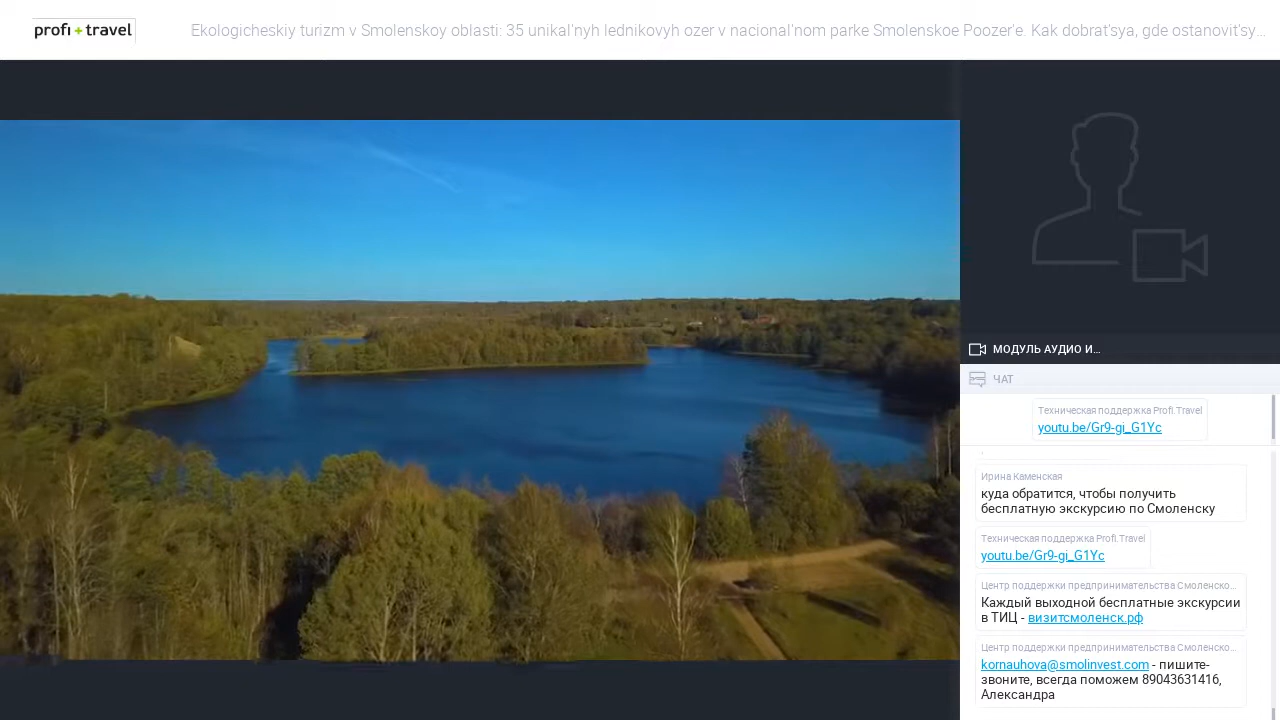 profi + travel
Ekologicheskiy turizm v Smolenskoy oblasti: 35 unikal'nyh lednikovyh ozer v nacional'nom parke Smolenskoe Poozer'e. Kak dobrat'sya, gde ostanovit'sy...
МОДУЛЬ АУДИО И...
ЧАТ
Техническая поддержка Profi.Travel
youtu.be/Gr9-gi_G1Yc
Ирина Каменская
куда обратится, чтобы получить
бесплатную экскурсию по Смоленску
Техническая поддержка Profi.Travel
youtu.be/Gr9-gi_G1Yc
Центр поддержки предпринимательства Смоленско...
Каждый выходной бесплатные экскурсии
в ТИЦ - визитсмоленск.рф
Центр поддержки предпринимательства Смоленско...
kornauhova@smolinvest.com - пишите-
звоните, всегда поможем 89043631416,
Александра